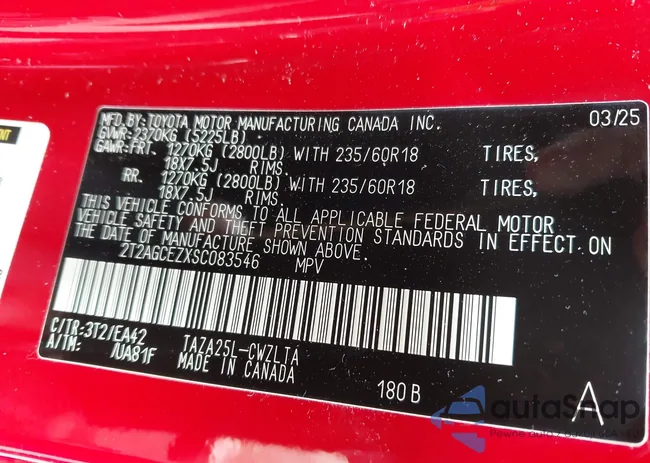 MFD.BY:TOYOTA MOTOR MANUFACTURING CANADA INC. 03/25
GVWR:2370KG (5225LB)
GAWR:FRT. 1270KG (2800LB) WITH 235/60R18 TIRES,
18X7.5J RIMS.
RR. 1270KG (2800LB) WITH 235/60R18 TIRES,
18X7.5J RIMS.
THIS VEHICLE CONFORMS TO ALL APPLICABLE FEDERAL MOTOR
VEHICLE SAFETY AND THEFT PREVENTION STANDARDS IN EFFECT ON
THE DATE OF MANUFACTURE SHOWN ABOVE.
2T2AGCEZXSC083546 MPV
C/TR:3T2/EA42 TAZA25L-CWZLTA
A/TM: /UA81F MADE IN CANADA
180B A
autoSnap